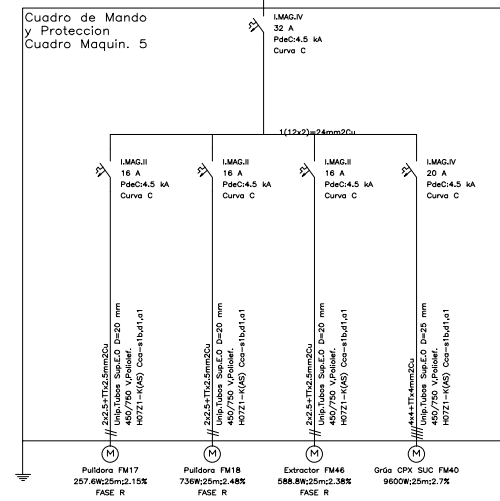 Cuadro de Mando
y Proteccion
Cuadro Maquin. 5
I.MAG.IV
32 A
PdeC:4.5 kA
Curva C
1(12x2)=24mm2Cu
I.MAG.II
16 A
PdeC:4.5 kA
Curva C
I.MAG.II
16 A
PdeC:4.5 kA
Curva C
I.MAG.II
16 A
PdeC:4.5 kA
Curva C
I.MAG.IV
20 A
PdeC:4.5 kA
Curva C
2x2.5+TTx2.5mm2Cu
Unip.Tubos Sup.E.O D=20 mm
450/750 V,Poliolef.
H07Z1-K(AS) Cca-s1b,d1,a1
2x2.5+TTx2.5mm2Cu
Unip.Tubos Sup.E.O D=20 mm
450/750 V,Poliolef.
H07Z1-K(AS) Cca-s1b,d1,a1
2x2.5+TTx2.5mm2Cu
Unip.Tubos Sup.E.O D=20 mm
450/750 V,Poliolef.
H07Z1-K(AS) Cca-s1b,d1,a1
4x4+TTx4mm2Cu
Unip.Tubos Sup.E.O D=25 mm
450/750 V,Poliolef.
H07Z1-K(AS) Cca-s1b,d1,a1
M
M
M
M
Pulidora FM17
257.6W;25m;2.15%
FASE R
Pulidora FM18
736W;25m;2.48%
FASE R
Extractor FM46
588.8W;25m;2.38%
FASE R
Grúa CPX SUC FM40
9600W;25m;2.7%